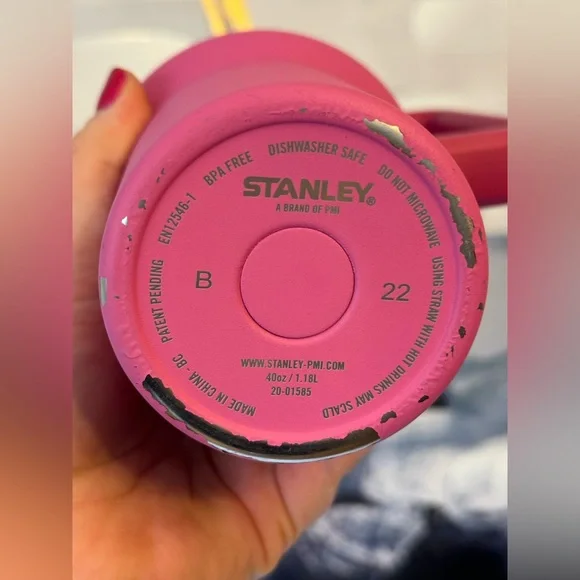 EN12546-1 BPA FREE DISHWASHER SAFE DO NOT MICROWAVE USING STRAW WITH HOT DRINKS MAY SCALD
STANLEY®
A BRAND OF PMI
B 22
WWW.STANLEY-PMI.COM
40oz / 1.18L
20-01585
MADE IN CHINA - BC PATENT PENDING